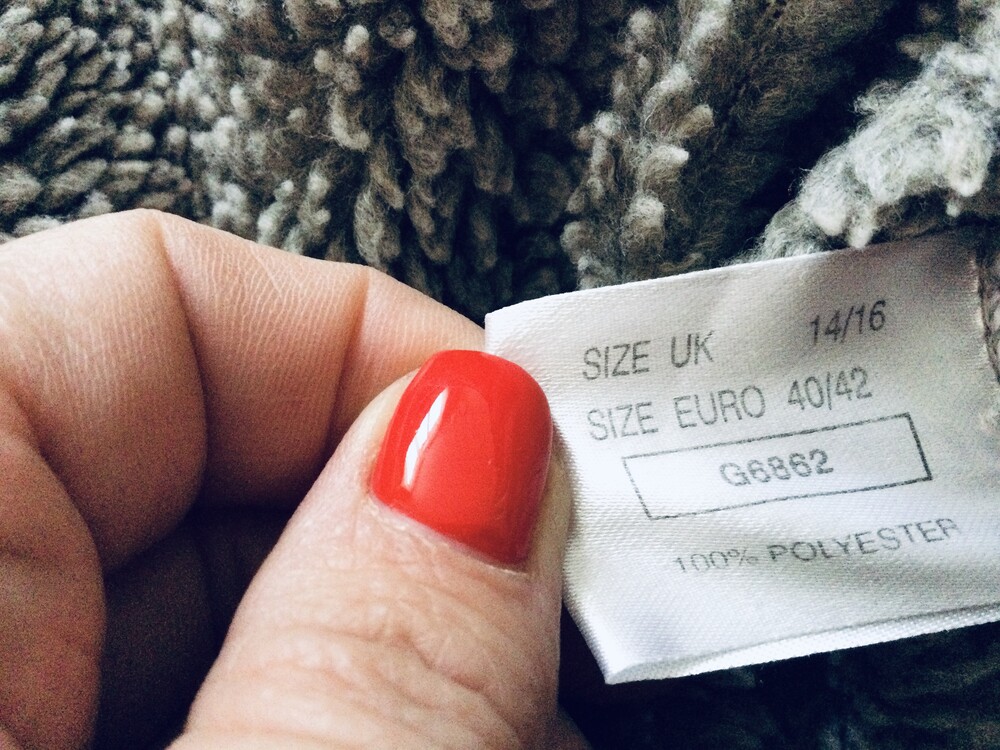 SIZE UK 14/16
SIZE EURO 40/42
G6862
100% POLYESTER